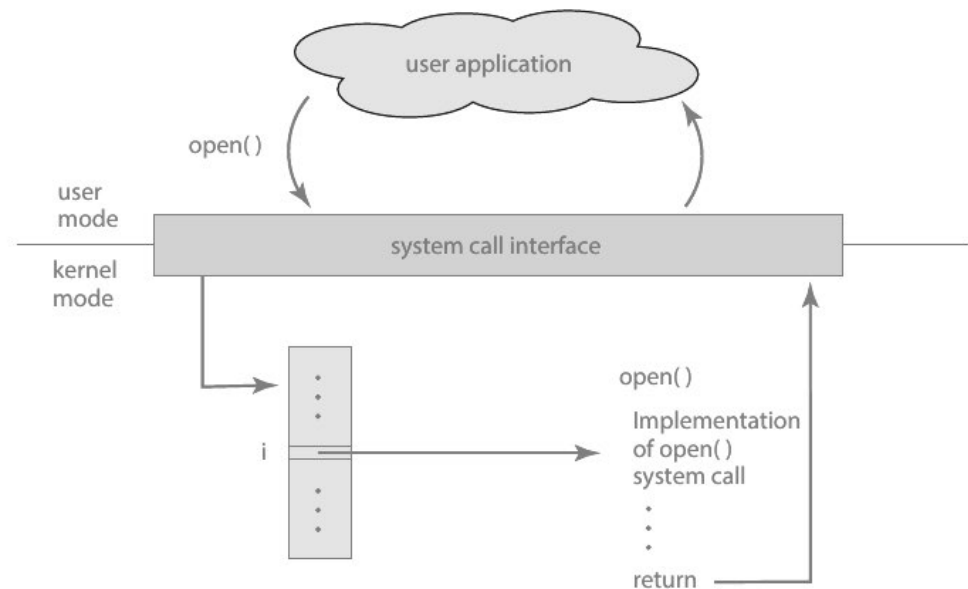 user application
open( )
user
mode
system call interface
kernel
mode
open( )
Implementation
of open( )
system call
i
return